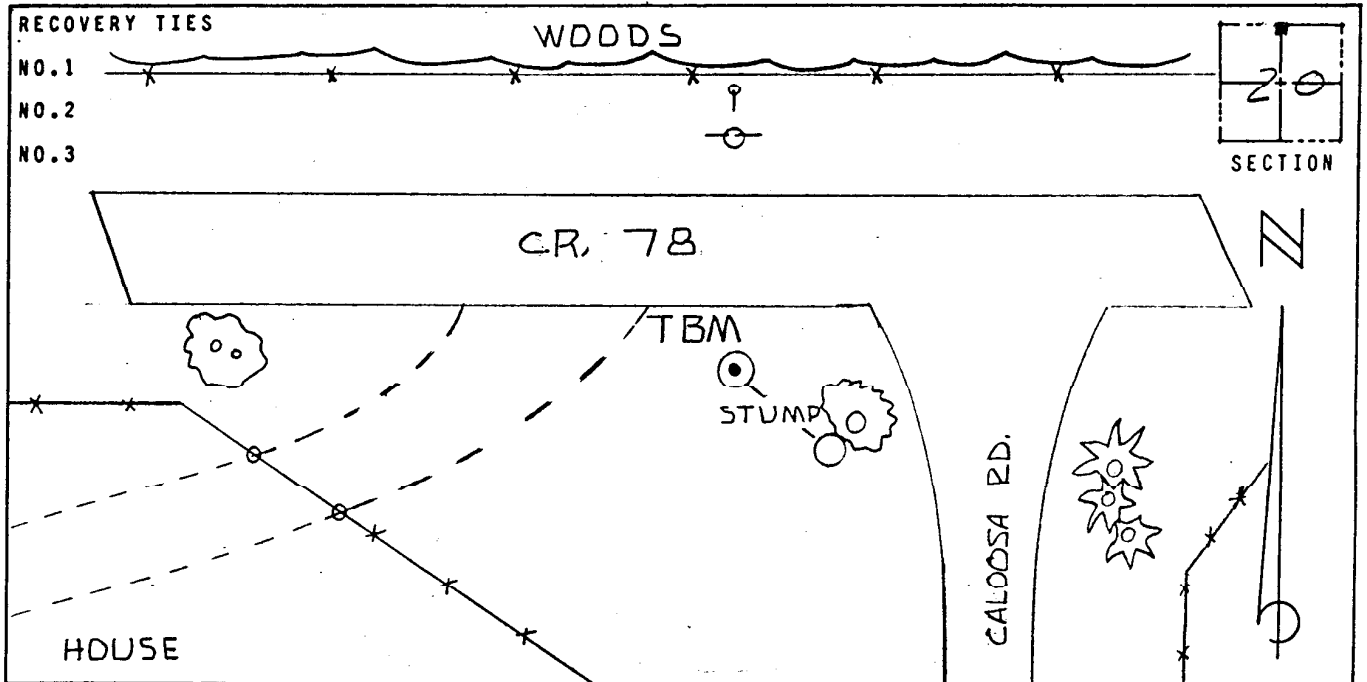 RECOVERY TIES
WOODS
NO.1
NO.2
NO.3
20
SECTION
N
CR. 78
TBM
STUMP
CALOOSA RD.
HOUSE